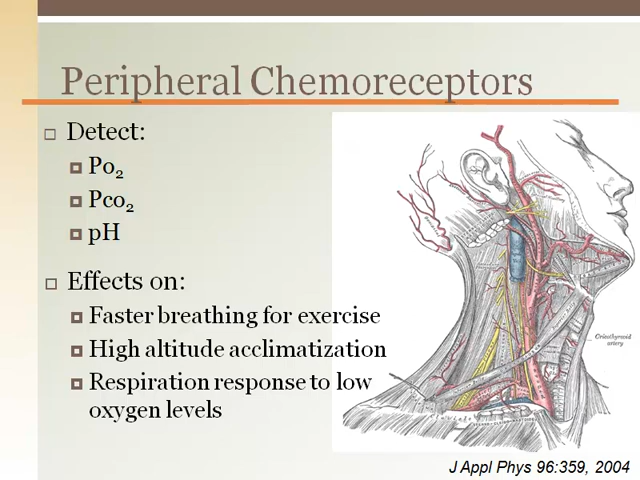 Peripheral Chemoreceptors
Detect:
Po₂
Pco₂
pH
Effects on:
Faster breathing for exercise
High altitude acclimatization
Respiration response to low
oxygen levels
artery
J Appl Phys 96:359, 2004